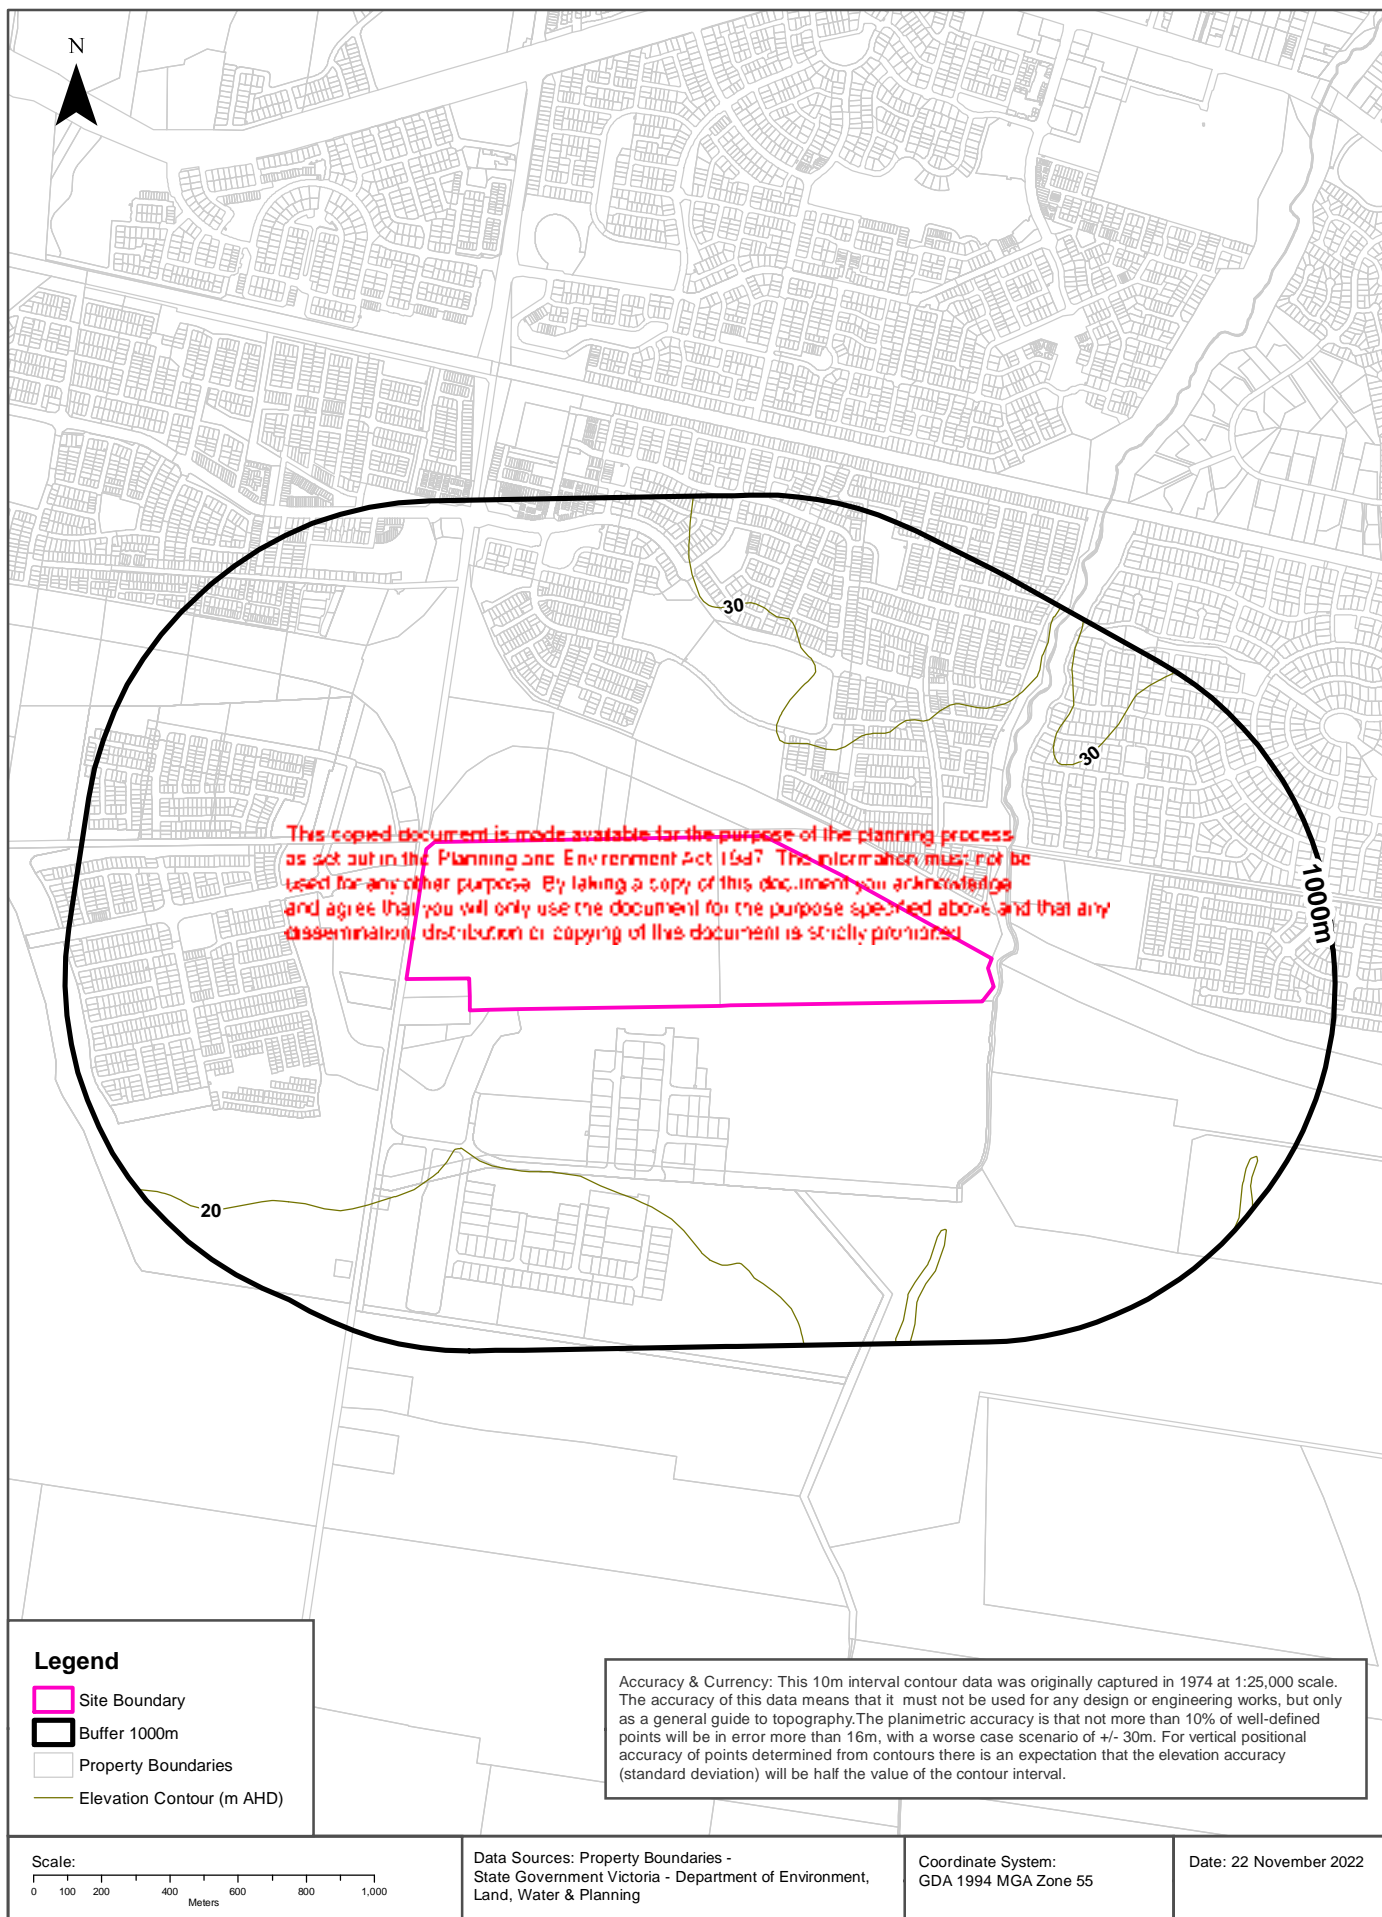 N
30
30
This copied document is made available for the purpose of the planning process
as set out in the Planning and Environment Act 1987. The information must not be
used for any other purpose. By taking a copy of this document you acknowledge
and agree that you will only use the document for the purpose specified above and that any
dissemination, distribution or copying of this document is strictly prohibited.
1000m
20
Legend
Site Boundary
Buffer 1000m
Property Boundaries
Elevation Contour (m AHD)
Accuracy & Currency: This 10m interval contour data was originally captured in 1974 at 1:25,000 scale.
The accuracy of this data means that it must not be used for any design or engineering works, but only
as a general guide to topography.The planimetric accuracy is that not more than 10% of well-defined
points will be in error more than 16m, with a worse case scenario of +/- 30m. For vertical positional
accuracy of points determined from contours there is an expectation that the elevation accuracy
(standard deviation) will be half the value of the contour interval.
Scale:
0 100 200 400 600 800 1,000
Meters
Data Sources: Property Boundaries -
State Government Victoria - Department of Environment,
Land, Water & Planning
Coordinate System:
GDA 1994 MGA Zone 55
Date: 22 November 2022